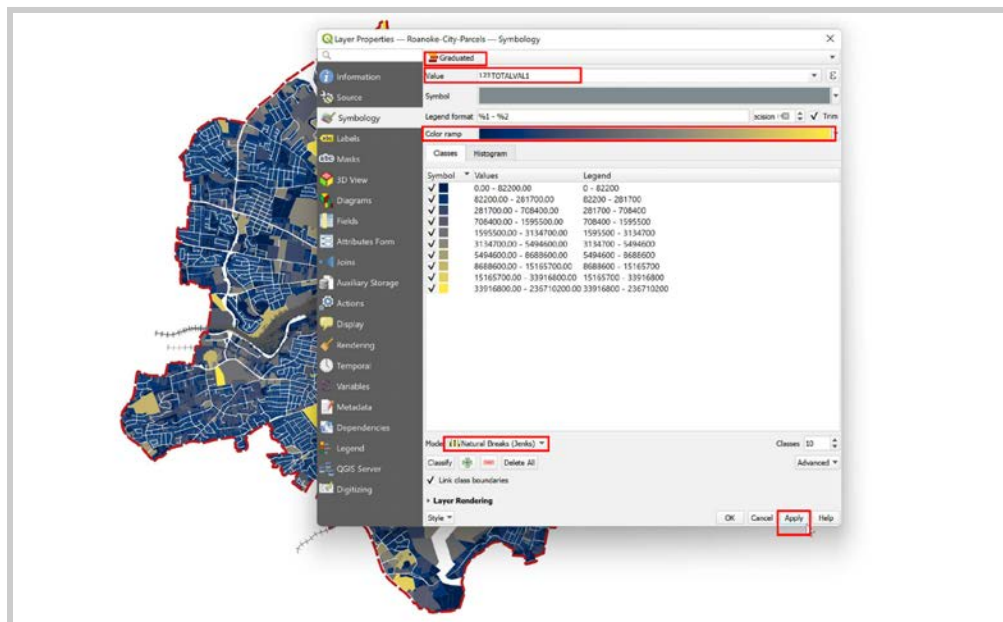 Layer Properties — Roanoke-City-Parcels — Symbology
Graduated
Information
Value 123 TOTALVAL1
Source
Symbol
Symbology
Legend format %1 - %2
Trim
Labels
Color ramp
Masks
Classes Histogram
3D View
Symbol Values Legend
0.00 - 82200.00 0 - 82200
Diagrams
82200.00 - 281700.00 82200 - 281700
281700.00 - 708400.00 281700 - 708400
Fields
708400.00 - 1595500.00 708400 - 1595500
1595500.00 - 3134700.00 1595500 - 3134700
Attributes Form
3134700.00 - 5494600.00 3134700 - 5494600
5494600.00 - 8688600.00 5494600 - 8688600
Joins
8688600.00 - 15165700.00 8688600 - 15165700
15165700.00 - 33916800.00 15165700 - 33916800
Auxiliary Storage
33916800.00 - 236710200.00 33916800 - 236710200
Actions
Display
Rendering
Temporal
Variables
Metadata
Dependencies
Mode Natural Breaks (Jenks) Classes 10
Legend
Classify Delete All Advanced
QGIS Server
Link class boundaries
Digitizing
Layer Rendering
Style OK Cancel Apply Help